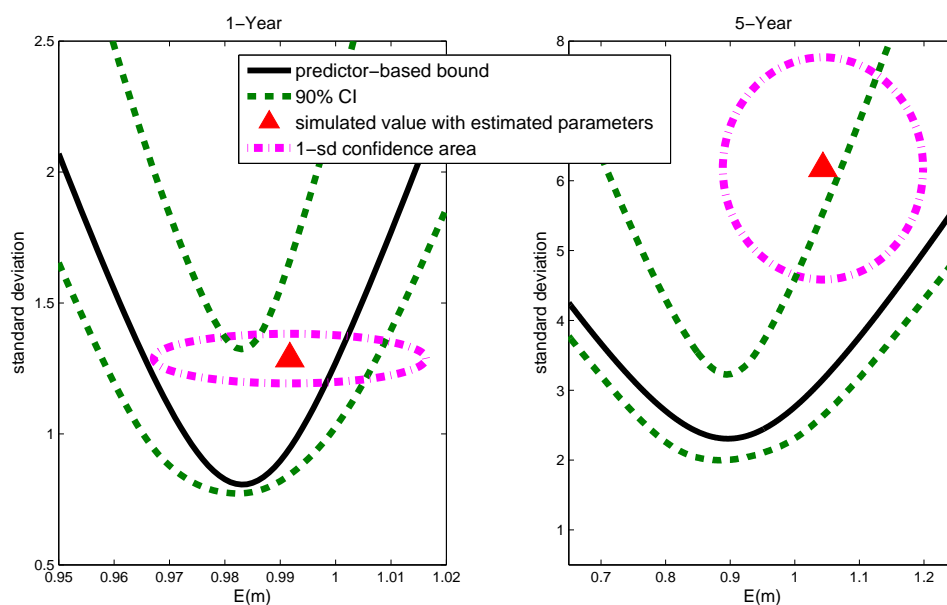 1−Year
5−Year
predictor−based bound
90% CI
simulated value with estimated parameters
1−sd confidence area
standard deviation
2.5
2
1.5
1
0.5
0.95
0.96
0.97
0.98
0.99
1
1.01
1.02
E(m)
standard deviation
8
6
5
4
3
2
1
0.7
0.8
0.9
1
1.1
1.2
E(m)